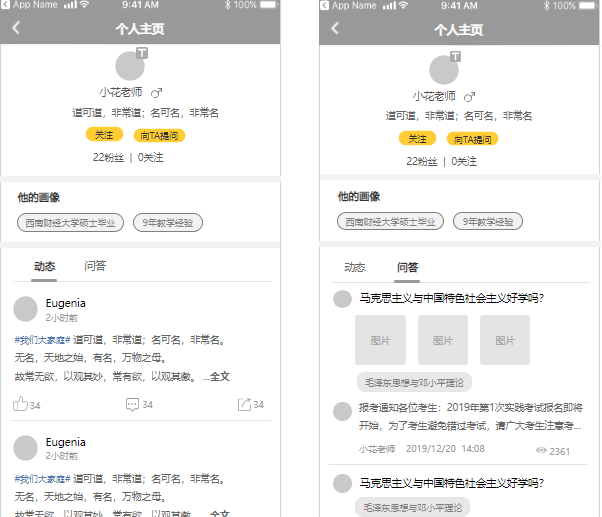 App Name 9:41 AM 100%
个人主页
T
小花老师
道可道，非常道；名可名，非常名
关注 向TA提问
22粉丝 | 0关注
他的画像
西南财经大学硕士毕业 9年教学经验
动态 问答
Eugenia
2小时前
#我们大家庭# 道可道，非常道；名可名，非常名。
无名，天地之始，有名，万物之母。
故常无欲，以观其妙，常有欲，以观其徼。 ...全文
34 34 34
Eugenia
2小时前
#我们大家庭# 道可道，非常道；名可名，非常名。
无名，天地之始，有名，万物之母。
App Name 9:41 AM 100%
个人主页
T
小花老师
道可道，非常道；名可名，非常名
关注 向TA提问
22粉丝 | 0关注
他的画像
西南财经大学硕士毕业 9年教学经验
动态 问答
马克思主义与中国特色社会主义好学吗?
图片 图片 图片
毛泽东思想与邓小平理论
报考通知各位考生：2019年第1次实践考试报名即将
开始，为了考生避免错过考试，请广大考生注意考...
小花老师 2019/12/20 14:08 2361
马克思主义与中国特色社会主义好学吗?
毛泽东思想与邓小平理论